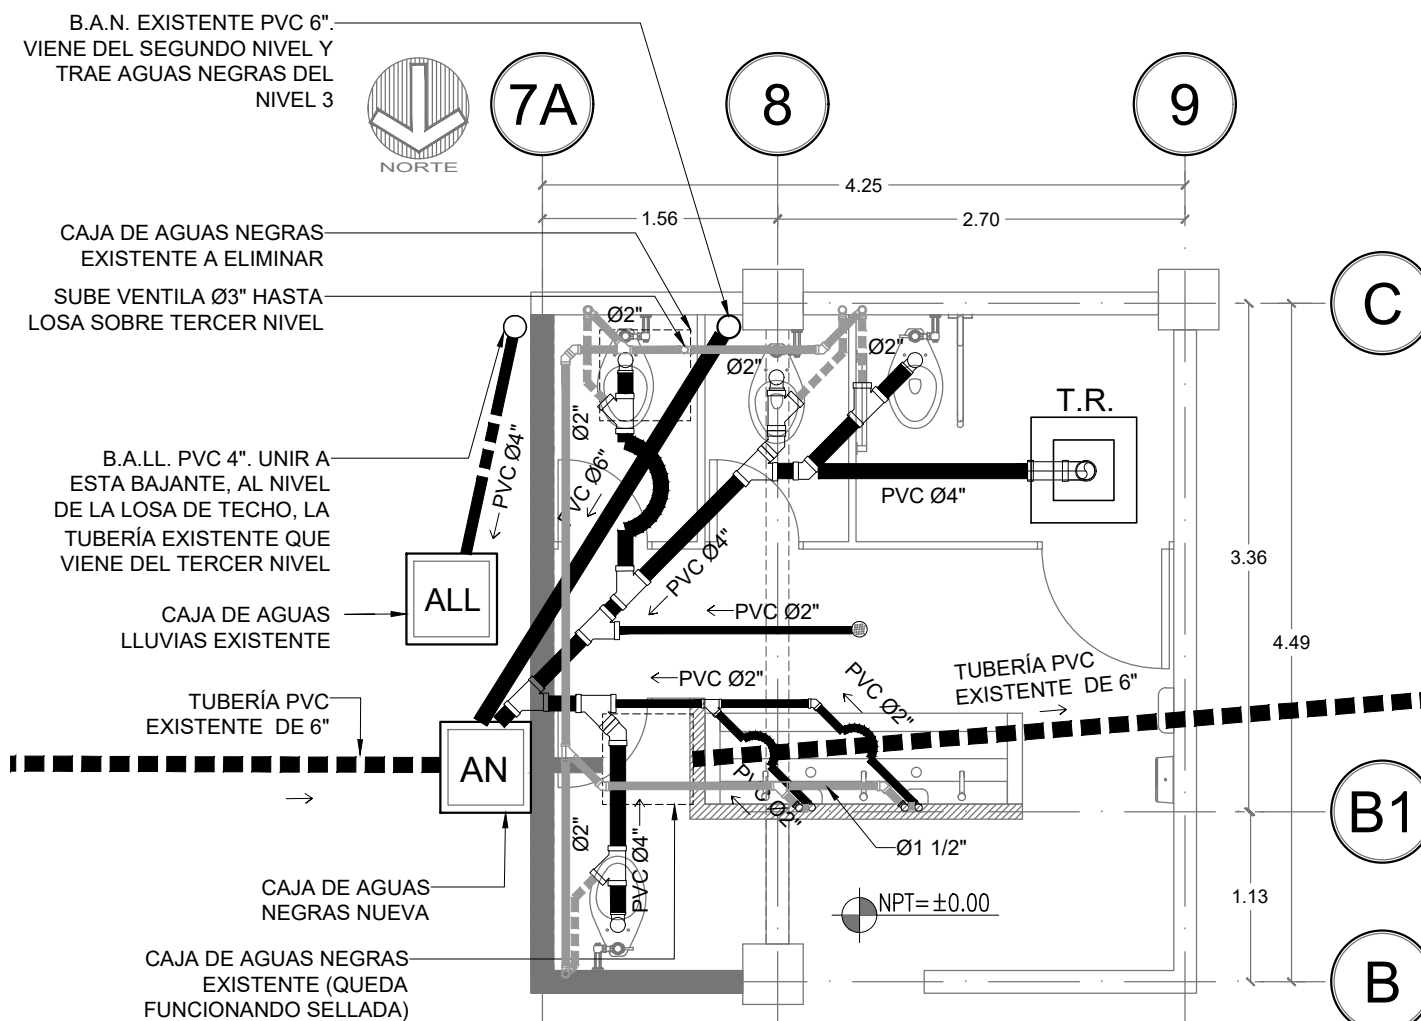 B.A.N. EXISTENTE PVC 6".
VIENE DEL SEGUNDO NIVEL Y
TRAE AGUAS NEGRAS DEL
NIVEL 3
NORTE
7A
8
9
4.25
1.56
2.70
CAJA DE AGUAS NEGRAS
EXISTENTE A ELIMINAR
SUBE VENTILA Ø3" HASTA
LOSA SOBRE TERCER NIVEL
C
Ø2"
Ø2"
Ø2"
Ø2"
T.R.
B.A.LL. PVC 4". UNIR A
ESTA BAJANTE, AL NIVEL
DE LA LOSA DE TECHO, LA
TUBERÍA EXISTENTE QUE
VIENE DEL TERCER NIVEL
PVC Ø4"
PVC Ø6"
PVC Ø4"
PVC Ø4"
3.36
4.49
ALL
CAJA DE AGUAS
LLUVIAS EXISTENTE
PVC Ø2"
PVC Ø2"
PVC Ø2"
TUBERÍA PVC
EXISTENTE DE 6"
TUBERÍA PVC
EXISTENTE DE 6"
AN
PVC Ø2"
B1
Ø2"
PVC Ø4"
Ø1 1/2"
CAJA DE AGUAS
NEGRAS NUEVA
NPT=±0.00
1.13
CAJA DE AGUAS NEGRAS
EXISTENTE (QUEDA
FUNCIONANDO SELLADA)
B